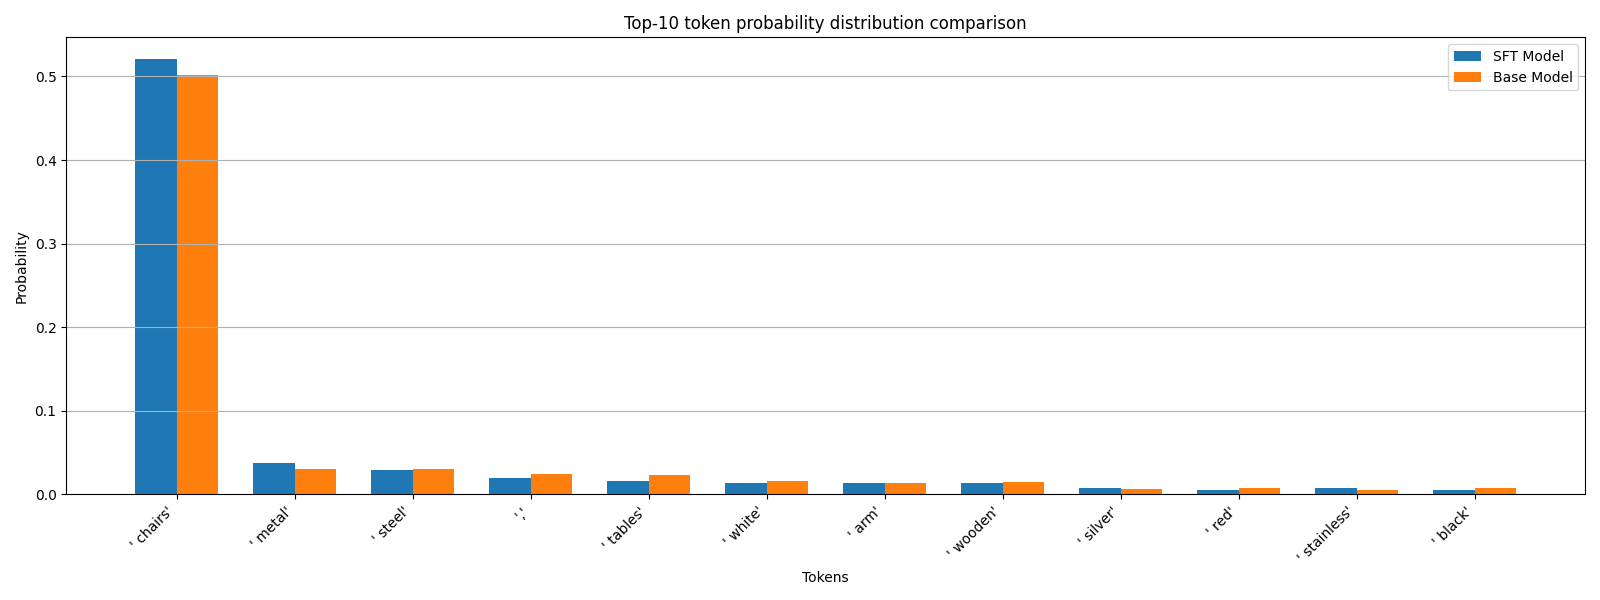 Top-10 token probability distribution comparison
SFT Model
Base Model
Probability
0.5
0.4
0.3
0.2
0.1
0.0
' chairs'
' metal'
' steel'
','
' tables'
' white'
' arm'
' wooden'
' silver'
' red'
' stainless'
' black'
Tokens